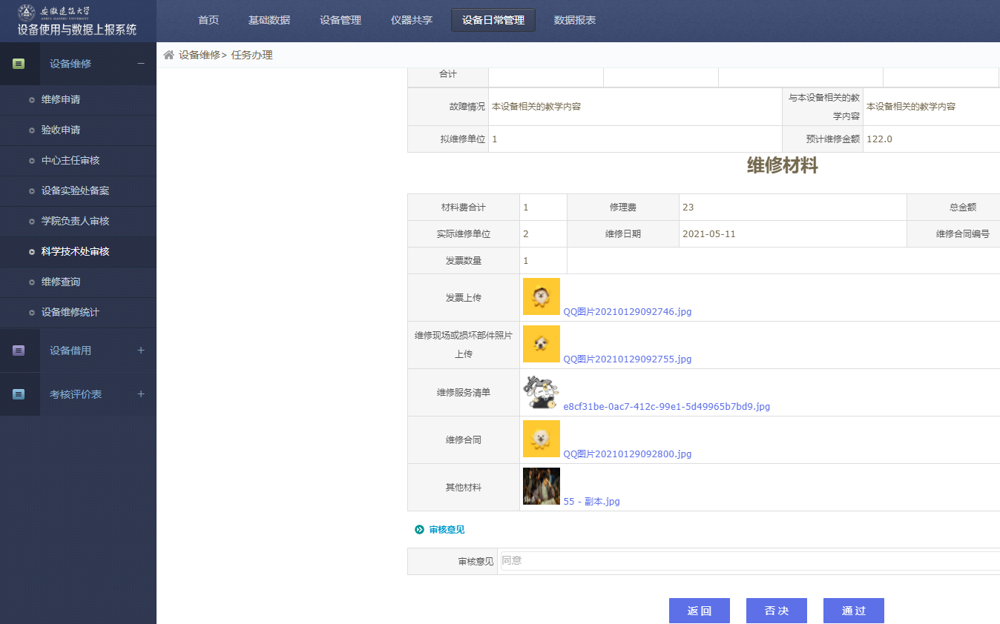 安徽建筑大学
ANHUI JIANZHU UNIVERSITY
设备使用与数据上报系统
首页 基础数据 设备管理 仪器共享 设备日常管理 数据报表
设备维修> 任务办理
设备维修
维修申请
验收申请
中心主任审核
设备实验处备案
学院负责人审核
科学技术处审核
维修查询
设备维修统计
设备借用
考核评价表
合计
故障情况 本设备相关的教学内容 与本设备相关的教
学内容 本设备相关的教学内容
拟维修单位 1 预计维修金额 122.0
维修材料
材料费合计 1 修理费 23 总金额
实际维修单位 2 维修日期 2021-05-11 维修合同编号
发票数量 1
发票上传 QQ图片20210129092746.jpg
维修现场或损坏部件照片
上传 QQ图片20210129092755.jpg
维修服务清单 e8cf31be-0ac7-412c-99e1-5d49965b7bd9.jpg
维修合同 QQ图片20210129092800.jpg
其他材料 55 - 副本.jpg
审核意见
审核意见 同意
返 回 否 决 通 过